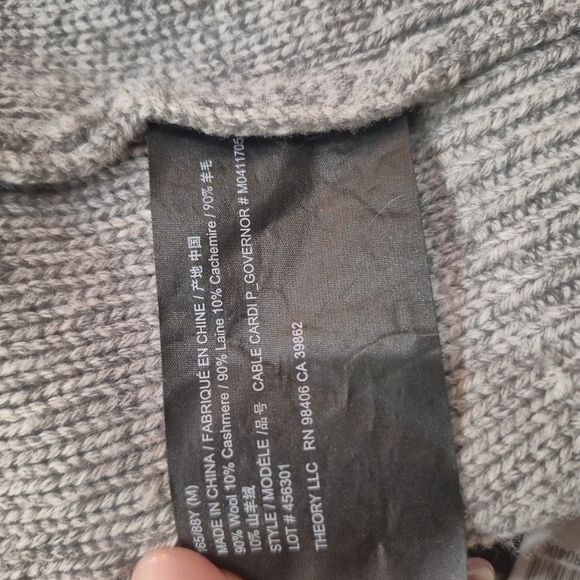 165/88Y (M)
MADE IN CHINA / FABRIQUÉ EN CHINE / 产地 中国
90% Wool 10% Cashmere / 90% Laine 10% Cachemire / 90% 羊毛
10% 山羊绒
STYLE / MODÈLE / 品号 CABLE CARDI P_GOVERNOR # M0411705
LOT # 456301
THEORY LLC RN 98406 CA 39862